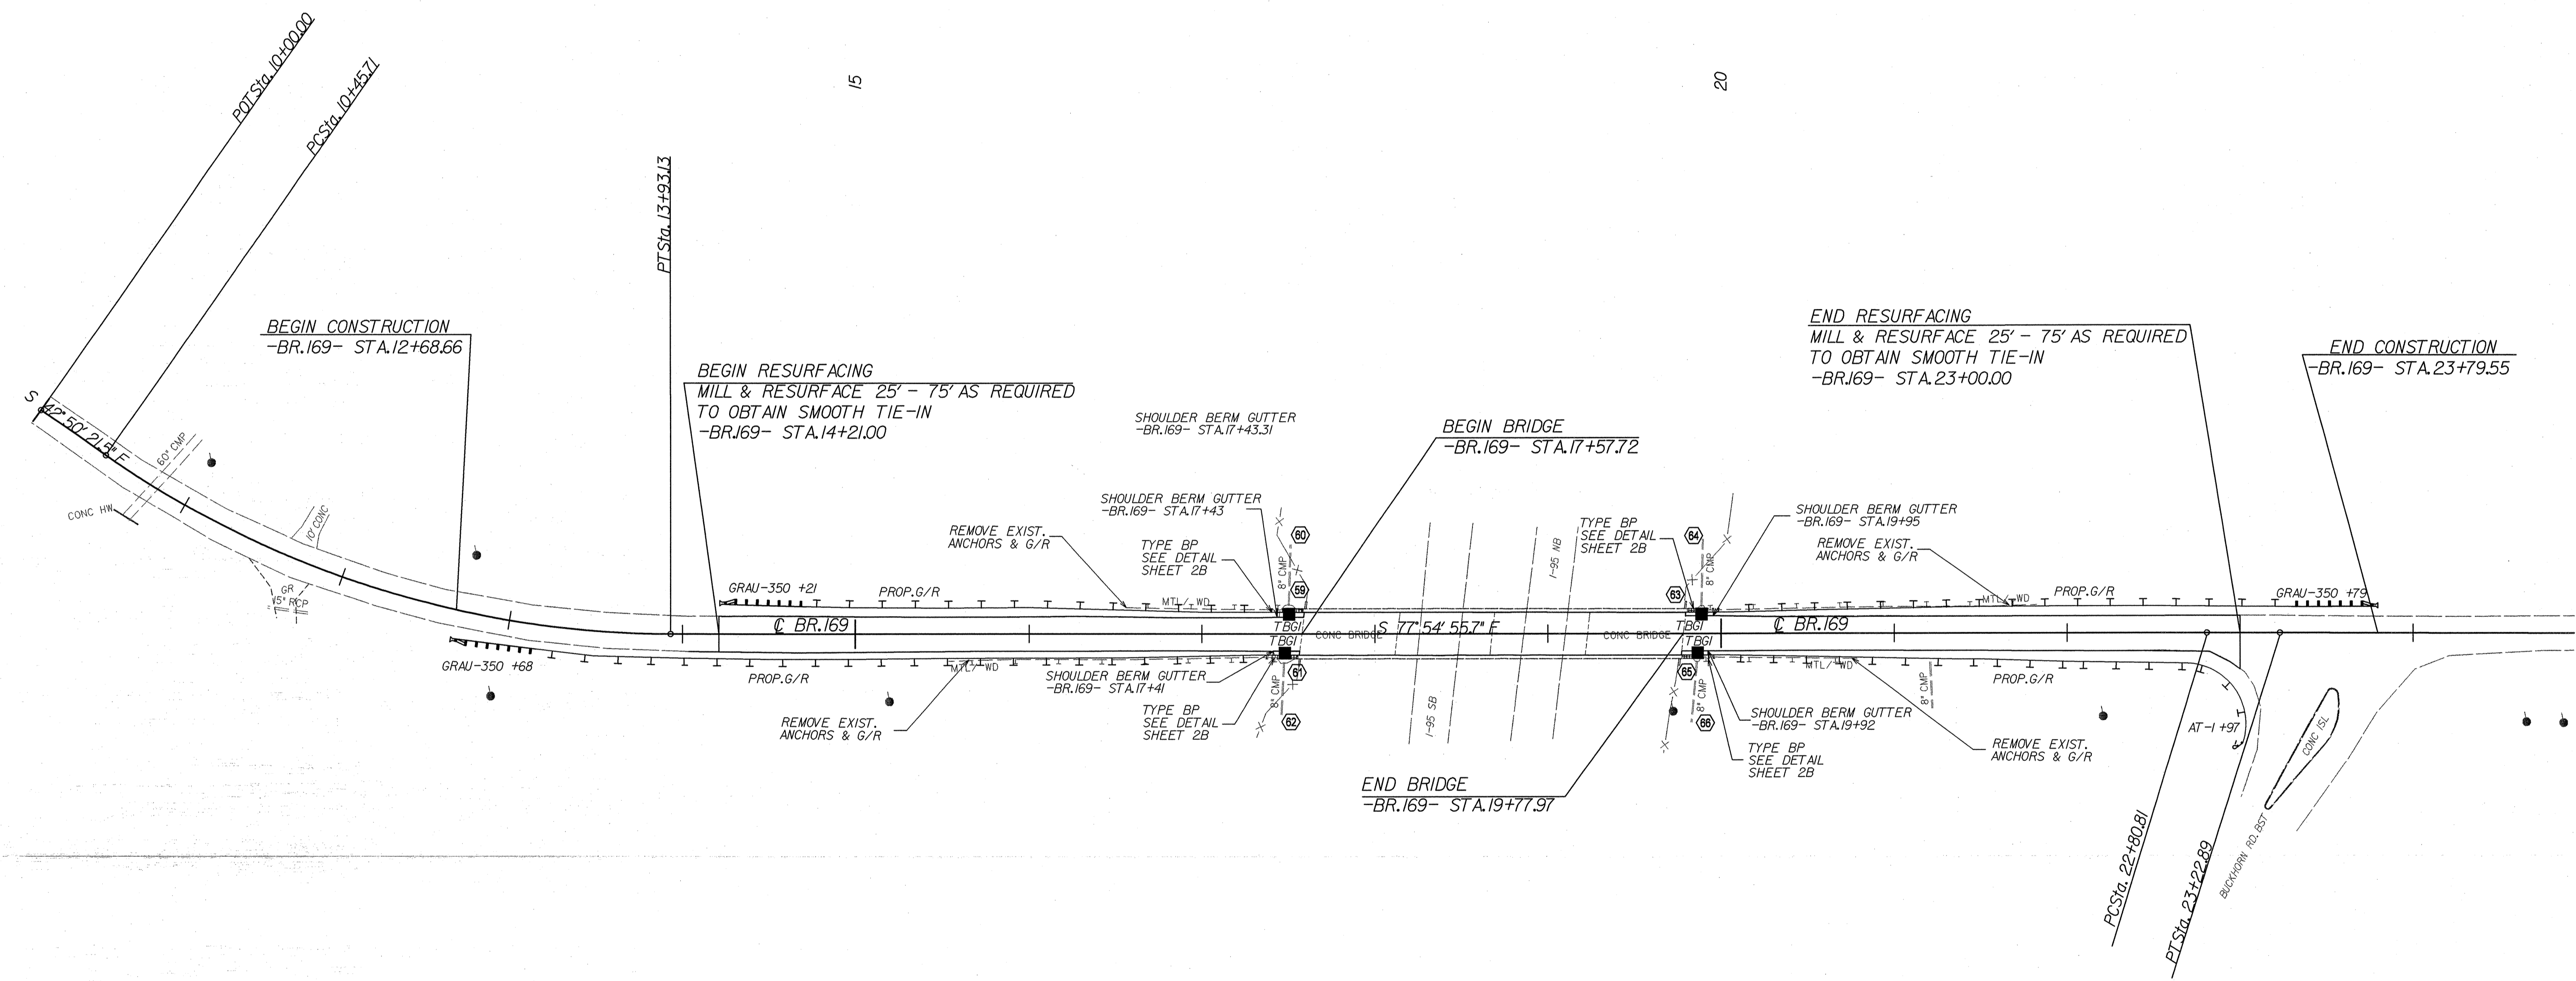 POTSta. 10+00.00
PCSta. 10+45.71
15
20
PTSta. 13+93.13
BEGIN CONSTRUCTION
-BR.169- STA.12+68.66
BEGIN RESURFACING
MILL & RESURFACE 25' - 75' AS REQUIRED
TO OBTAIN SMOOTH TIE-IN
-BR.169- STA.14+21.00
SHOULDER BERM GUTTER
-BR.169- STA.17+43.31
BEGIN BRIDGE
-BR.169- STA.17+57.72
END RESURFACING
MILL & RESURFACE 25' - 75' AS REQUIRED
TO OBTAIN SMOOTH TIE-IN
-BR.169- STA.23+00.00
END CONSTRUCTION
-BR.169- STA.23+79.55
S 42° 50' 21.5" E
60" CMP
CONC HW
10' CONC
GR
15" RCP
SHOULDER BERM GUTTER
-BR.169- STA.17+43
REMOVE EXIST.
ANCHORS & G/R
TYPE BP
SEE DETAIL
SHEET 2B
60
8" CMP
59
TYPE BP
SEE DETAIL
SHEET 2B
64
8" CMP
63
SHOULDER BERM GUTTER
-BR.169- STA.19+95
REMOVE EXIST.
ANCHORS & G/R
I-95 NB
GRAU-350 +21
PROP.G/R
MTL/ WD
MTL/ WD
PROP.G/R
GRAU-350 +79
℄ BR.169
TBGI
TBGI
CONC BRIDGE
S 77° 54' 55.7" E
CONC BRIDGE
TBGI
TBGI
℄ BR.169
GRAU-350 +68
PROP.G/R
MTL/ WD
SHOULDER BERM GUTTER
-BR.169- STA.17+41
61
8" CMP
62
TYPE BP
SEE DETAIL
SHEET 2B
REMOVE EXIST.
ANCHORS & G/R
I-95 SB
65
8" CMP
66
SHOULDER BERM GUTTER
-BR.169- STA.19+92
TYPE BP
SEE DETAIL
SHEET 2B
MTL/ WD
8" CMP
PROP.G/R
REMOVE EXIST.
ANCHORS & G/R
AT-1 +97
CONC ISL
END BRIDGE
-BR.169- STA.19+77.97
PCSta. 22+80.81
PTSta. 23+22.89
BUCKHORN RD. BST